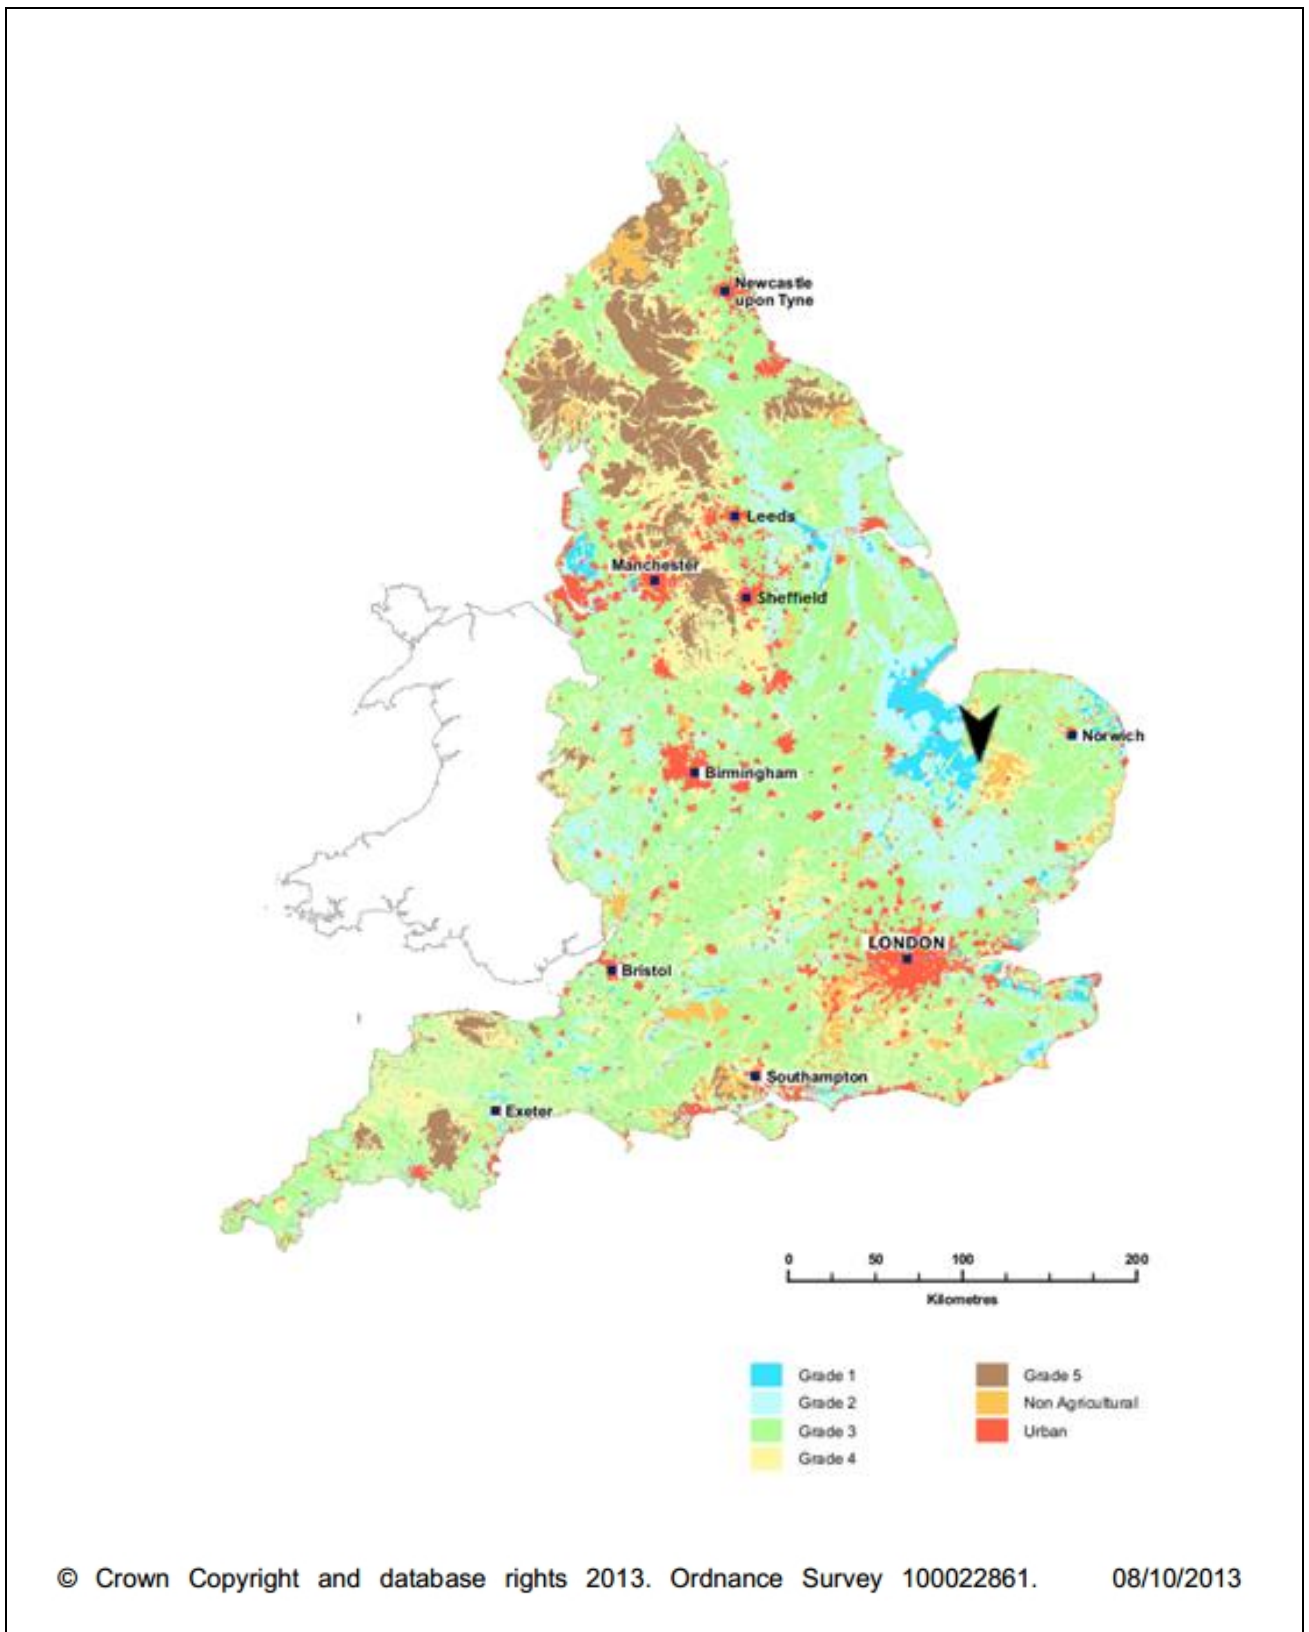 Newcastle
upon Tyne
Leeds
Manchester
Sheffield
Norwich
Birmingham
LONDON
Bristol
Southampton
Exeter
0 50 100 200
Kilometres
Grade 1 Grade 5
Grade 2 Non Agricultural
Grade 3 Urban
Grade 4
© Crown Copyright and database rights 2013. Ordnance Survey 100022861. 08/10/2013